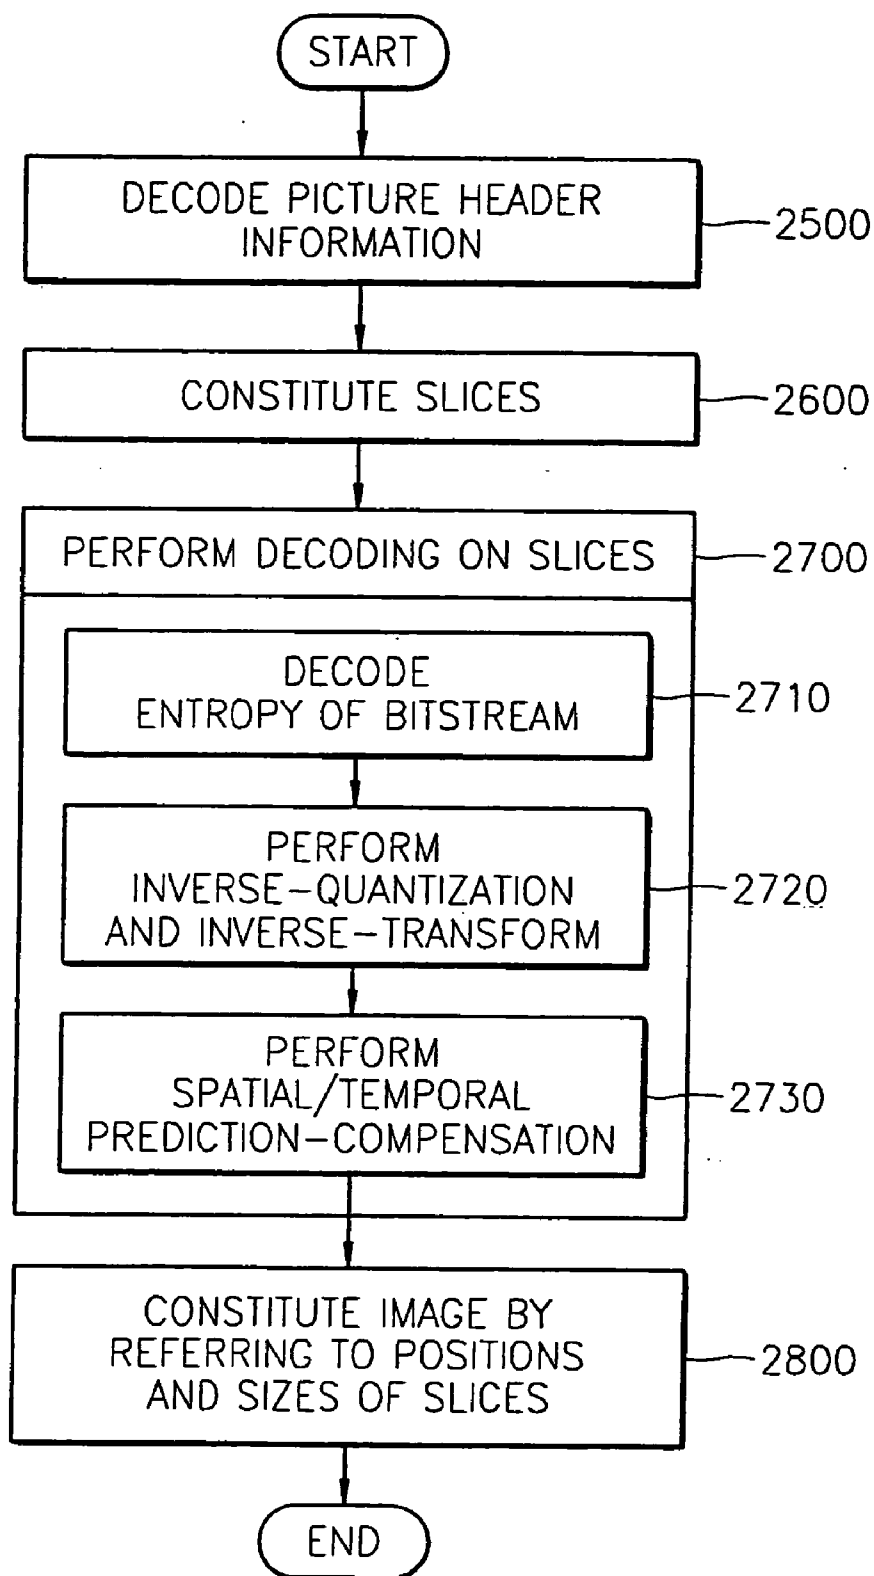 START
DECODE PICTURE HEADER
INFORMATION
2500
CONSTITUTE SLICES
2600
PERFORM DECODING ON SLICES
2700
DECODE
ENTROPY OF BITSTREAM
2710
PERFORM
INVERSE-QUANTIZATION
AND INVERSE-TRANSFORM
2720
PERFORM
SPATIAL/TEMPORAL
PREDICTION-COMPENSATION
2730
CONSTITUTE IMAGE BY
REFERRING TO POSITIONS
AND SIZES OF SLICES
2800
END